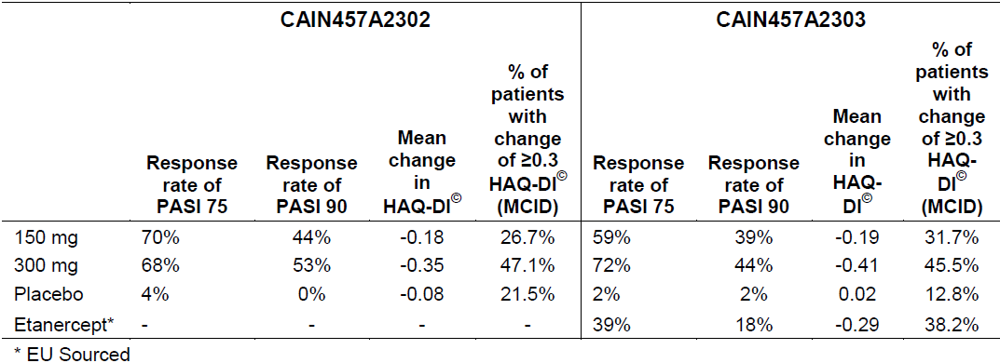 CAIN457A2302 CAIN457A2303
Response rate of PASI 75 Response rate of PASI 90 Mean change in HAQ-DI© % of patients with change of ≥0.3 HAQ-DI© (MCID) Response rate of PASI 75 Response rate of PASI 90 Mean change in HAQ-DI© % of patients with change of ≥0.3 HAQ-DI© (MCID)
150 mg 70% 44% -0.18 26.7% 59% 39% -0.19 31.7%
300 mg 68% 53% -0.35 47.1% 72% 44% -0.41 45.5%
Placebo 4% 0% -0.08 21.5% 2% 2% 0.02 12.8%
Etanercept* - - - - 39% 18% -0.29 38.2%
* EU Sourced